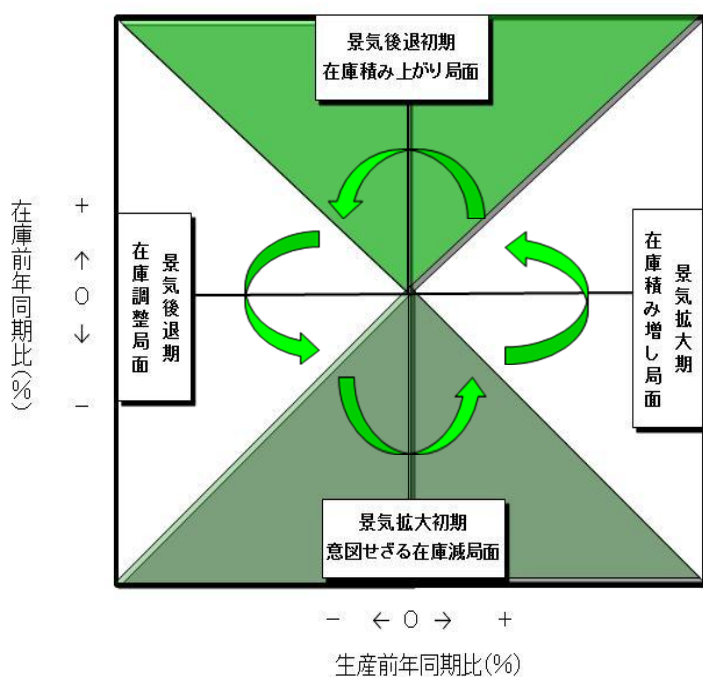 景気後退初期
在庫積み上がり局面
在庫前年同期比(%)
+
↑
0
↓
−
景気後退期
在庫調整局面
景気拡大期
在庫積み増し局面
景気拡大初期
意図せざる在庫減局面
− ← 0 → +
生産前年同期比(%)